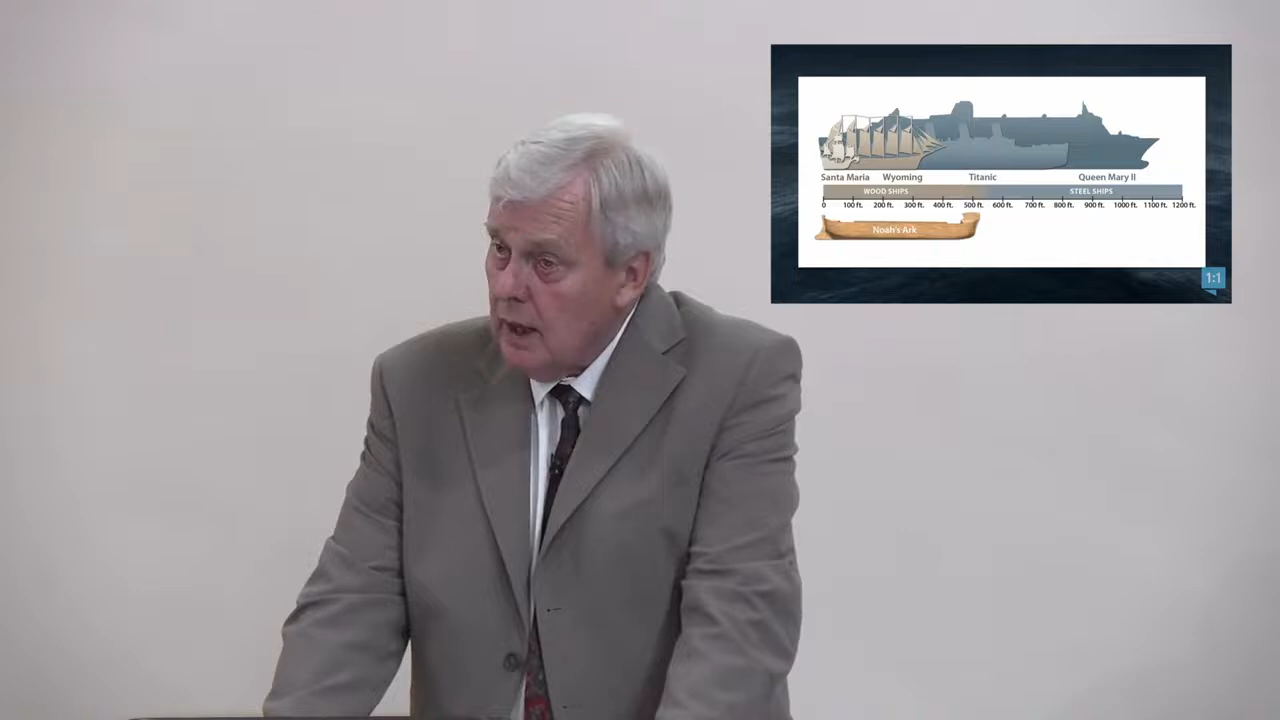 Santa Maria Wyoming Titanic Queen Mary II
WOOD SHIPS STEEL SHIPS
0 100 ft. 200 ft. 300 ft. 400 ft. 500 ft. 600 ft. 700 ft. 800 ft. 900 ft. 1000 ft. 1100 ft. 1200 ft.
Noah's Ark
1:1